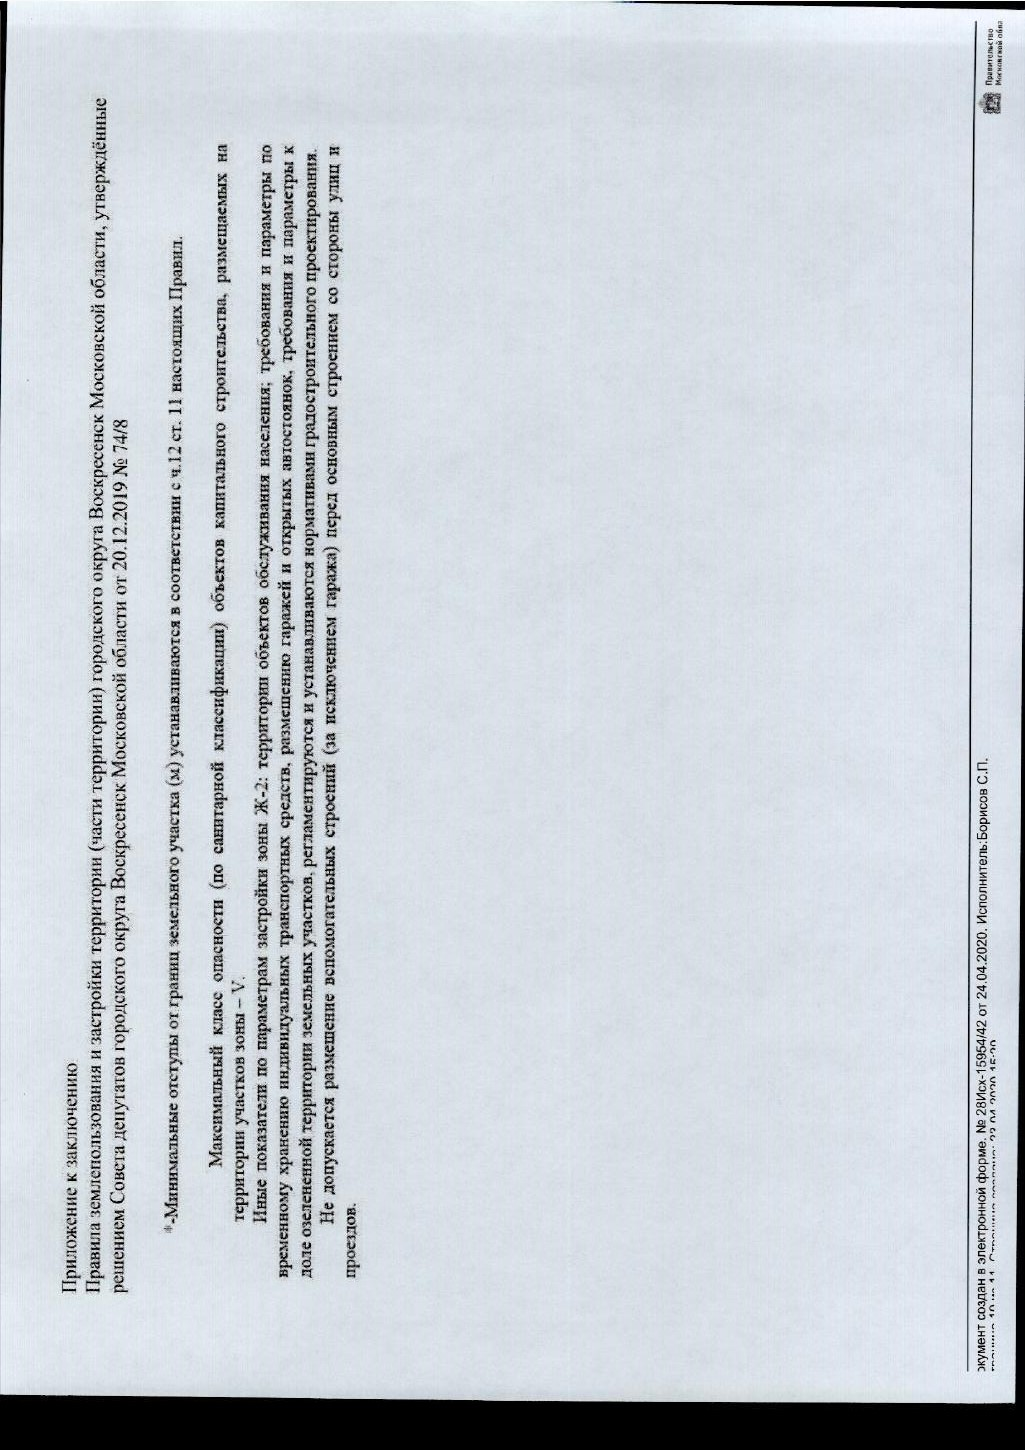 Приложение к заключению
Правила землепользования и застройки территории (части территории) городского округа Воскресенск Московской области, утверждённые
решением Совета депутатов городского округа Воскресенск Московской области от 20.12.2019 № 74/8
*-Минимальные отступы от границ земельного участка (м) устанавливаются в соответствии с ч.12 ст. 11 настоящих Правил.
Максимальный класс опасности (по санитарной классификации) объектов капитального строительства, размещаемых на
территории участков зоны – V.
Иные показатели по параметрам застройки зоны Ж-2: территории объектов обслуживания населения; требования и параметры по
временному хранению индивидуальных транспортных средств, размещению гаражей и открытых автостоянок, требования и параметры к
доле озелененной территории земельных участков, регламентируются и устанавливаются нормативами градостроительного проектирования.
Не допускается размещение вспомогательных строений (за исключением гаража) перед основным строением со стороны улиц и
проездов.
окумент создан в электронной форме. № 28Исх-15954/42 от 24.04.2020. Исполнитель:Борисов С.П.
Правительство
Московской обла